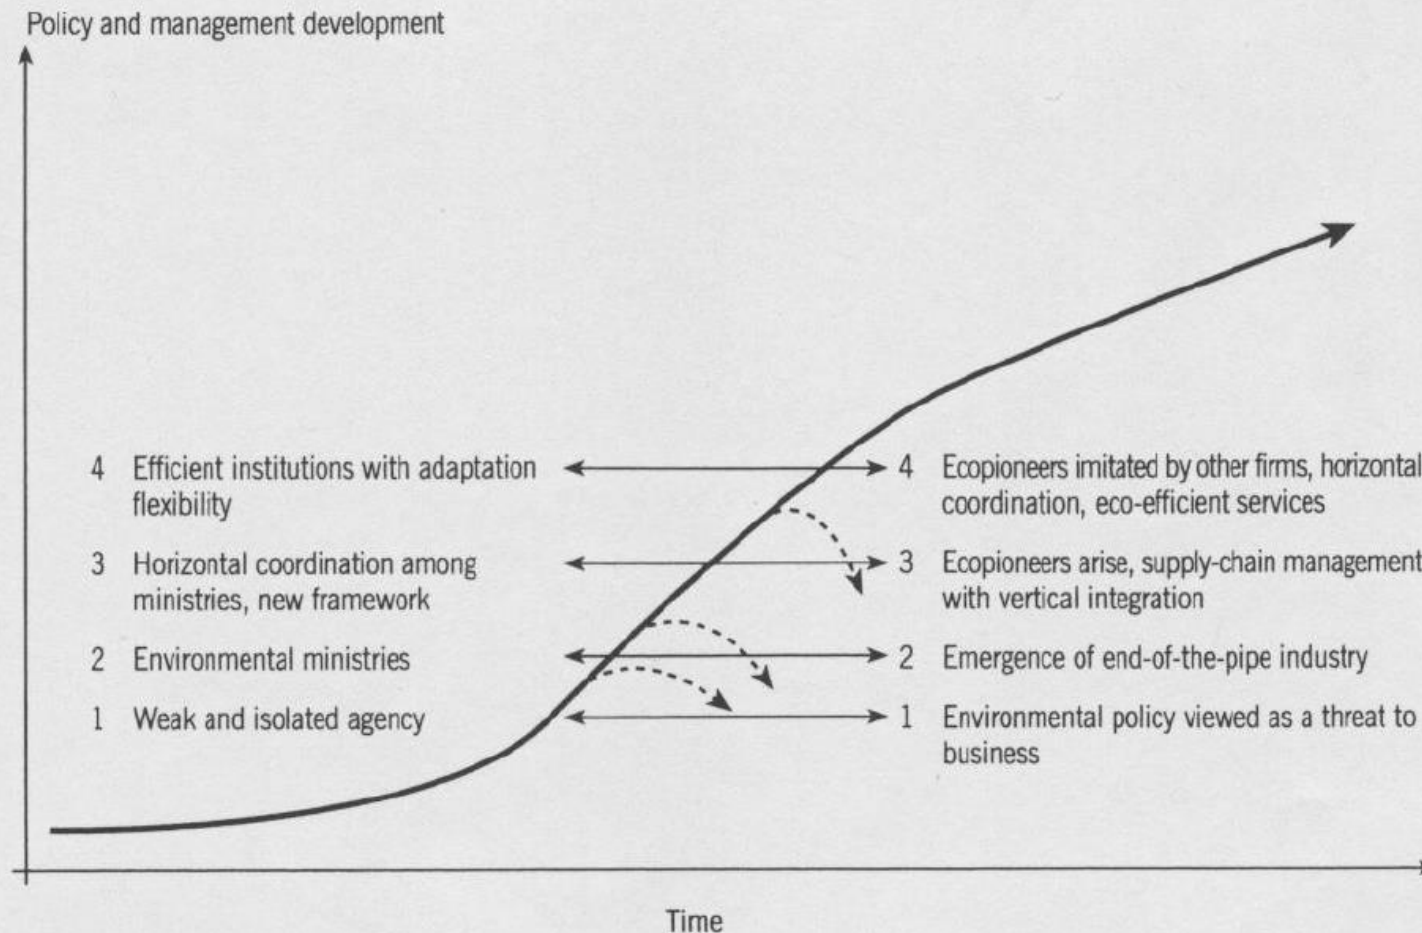 Policy and management development
4 Efficient institutions with adaptation
flexibility
3 Horizontal coordination among
ministries, new framework
2 Environmental ministries
1 Weak and isolated agency
4 Ecopioneers imitated by other firms, horizontal
coordination, eco-efficient services
3 Ecopioneers arise, supply-chain management
with vertical integration
2 Emergence of end-of-the-pipe industry
1 Environmental policy viewed as a threat to
business
Time